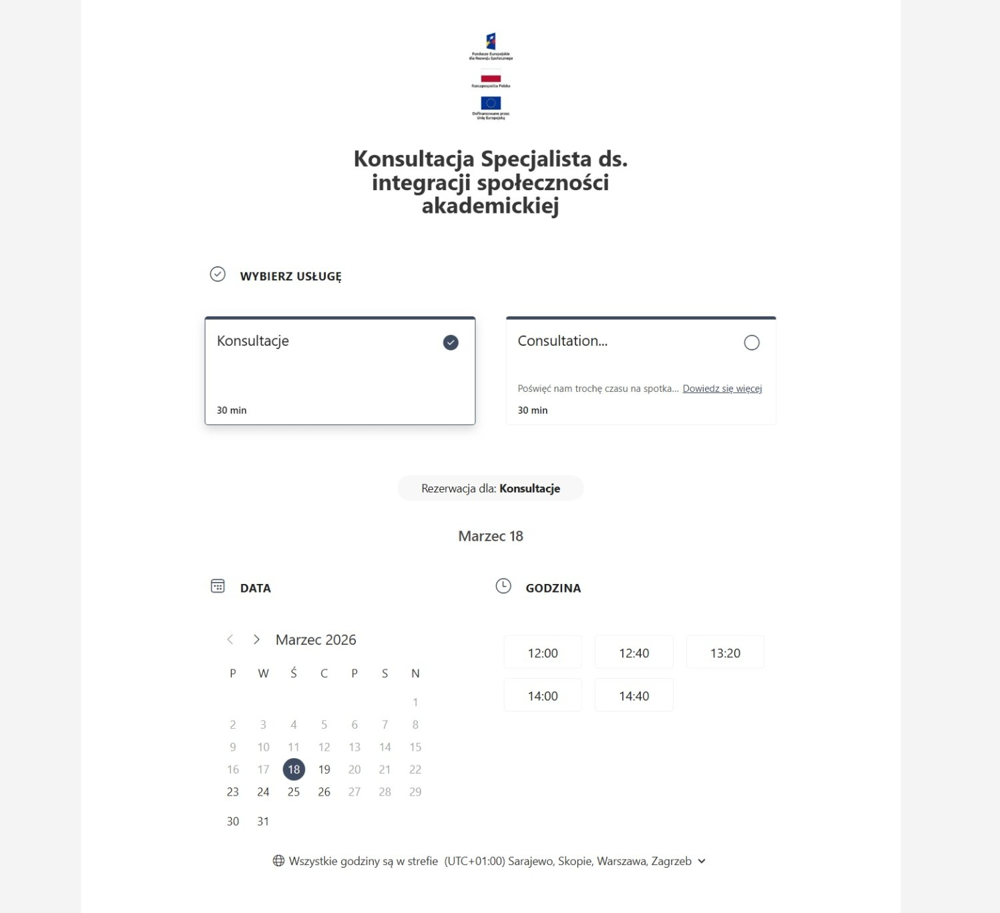 Fundusze Europejskie
dla Rozwoju Społecznego
Rzeczpospolita Polska
Dofinansowane przez
Unię Europejską
Konsultacja Specjalista ds.
integracji społeczności
akademickiej
WYBIERZ USŁUGĘ
Konsultacje
30 min
Consultation...
Poświęć nam trochę czasu na spotka... Dowiedz się więcej
30 min
Rezerwacja dla: Konsultacje
Marzec 18
DATA
Marzec 2026
P W Ś C P S N
1
2 3 4 5 6 7 8
9 10 11 12 13 14 15
16 17 18 19 20 21 22
23 24 25 26 27 28 29
30 31
GODZINA
12:00 12:40 13:20
14:00 14:40
Wszystkie godziny są w strefie (UTC+01:00) Sarajewo, Skopie, Warszawa, Zagrzeb